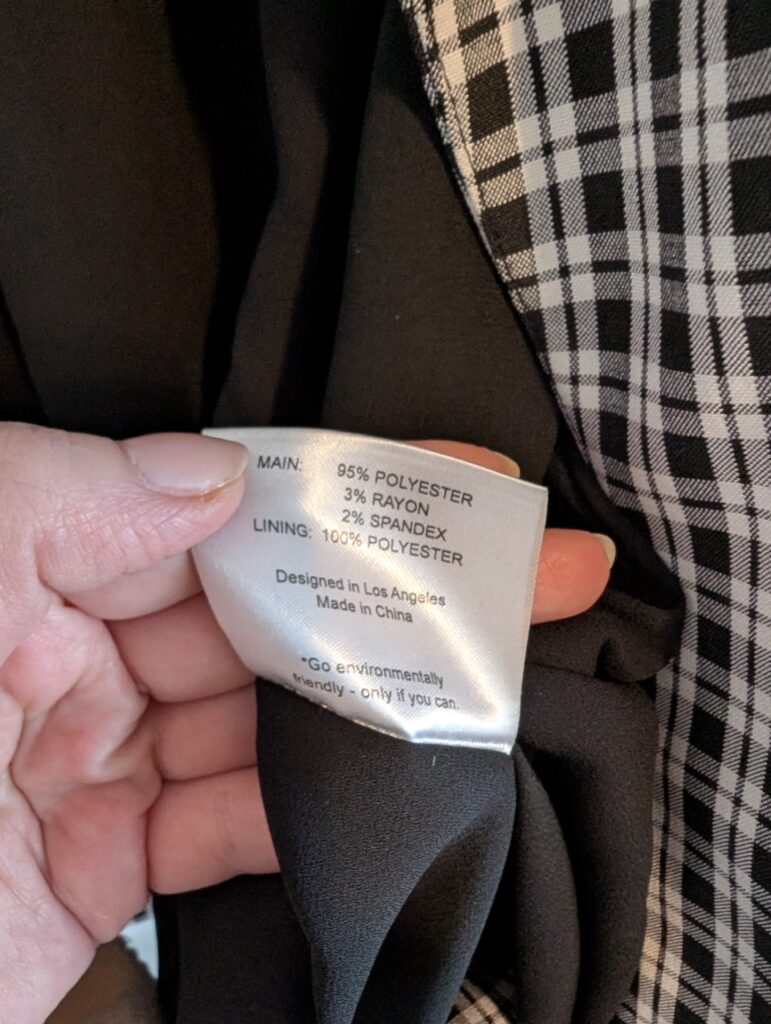 MAIN: 95% POLYESTER
3% RAYON
2% SPANDEX
LINING: 100% POLYESTER
Designed in Los Angeles
Made in China
*Go environmentally
friendly - only if you can.